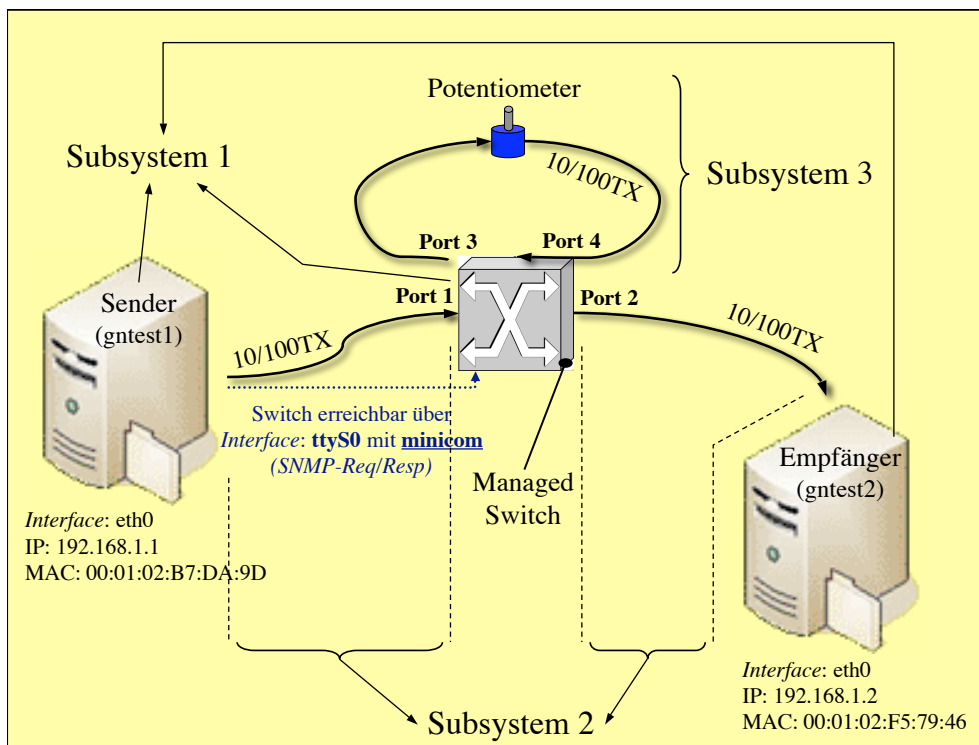 Potentiometer
10/100TX
Subsystem 1
Subsystem 3
Port 3
Port 4
Port 1
Port 2
Sender
(gntest1)
10/100TX
10/100TX
Switch erreichbar über
Interface: ttyS0 mit minicom
(SNMP-Req/Resp)
Managed
Switch
Empfänger
(gntest2)
Interface: eth0
IP: 192.168.1.1
MAC: 00:01:02:B7:DA:9D
Interface: eth0
IP: 192.168.1.2
MAC: 00:01:02:F5:79:46
Subsystem 2